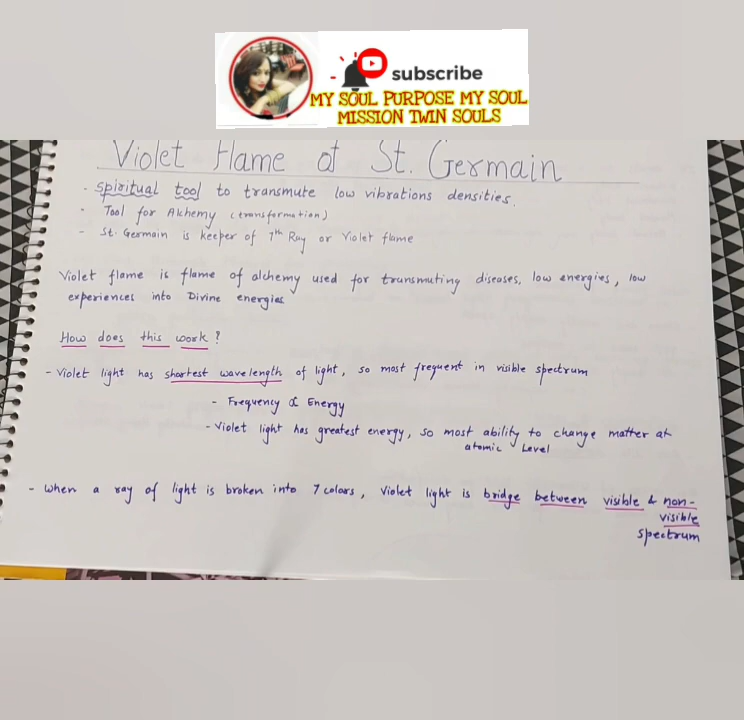 subscribe
MY SOUL PURPOSE MY SOUL
MISSION TWIN SOULS
Violet Flame of St. Germain
- spiritual tool to transmute low vibrations densities.
- Tool for Alchemy (transformation)
- St. Germain is keeper of 7th Ray or Violet flame
Violet flame is flame of alchemy used for transmuting diseases, low energies, low
experiences into Divine energies
How does this work?
- Violet light has shortest wavelength of light, so most frequent in visible spectrum
- Frequency ∝ Energy
- Violet light has greatest energy, so most ability to change matter at
atomic Level
- When a ray of light is broken into 7 colors, Violet light is bridge between visible & non-
visible
spectrum